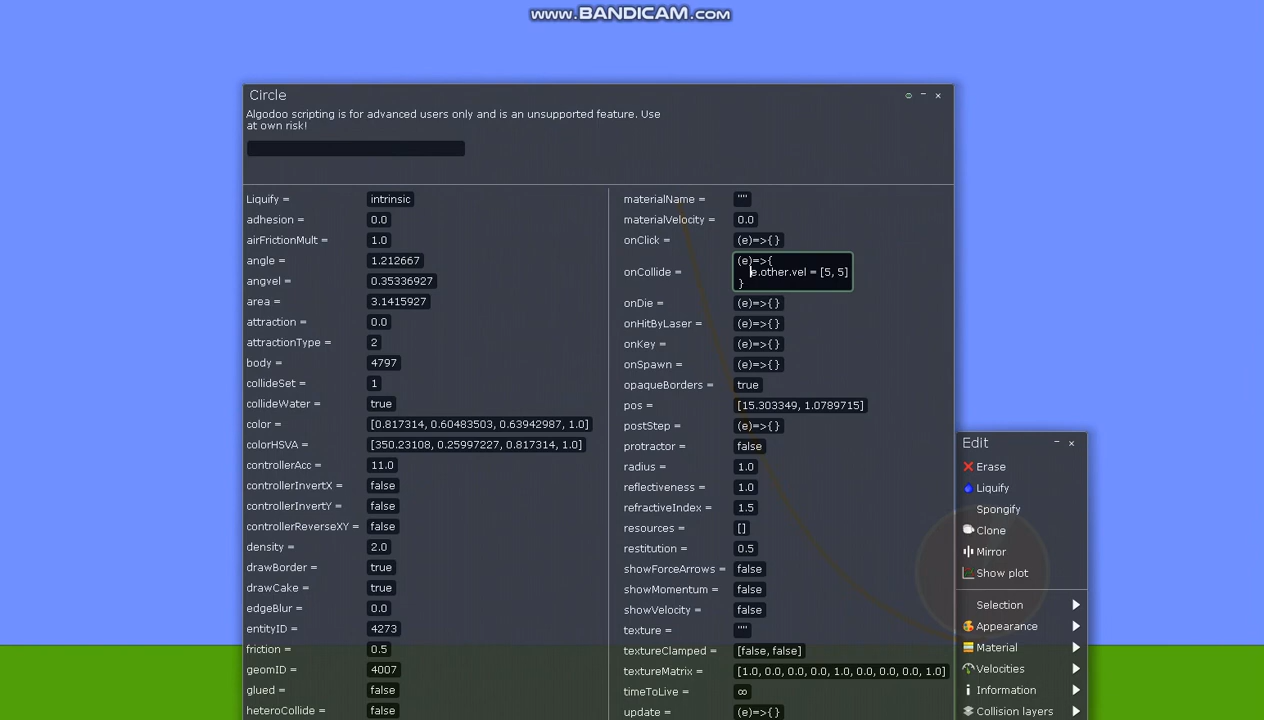 www.BANDICAM.com
Circle
Algodoo scripting is for advanced users only and is an unsupported feature. Use
at own risk!
Liquify = intrinsic
adhesion = 0.0
airFrictionMult = 1.0
angle = 1.212667
angvel = 0.35336927
area = 3.1415927
attraction = 0.0
attractionType = 2
body = 4797
collideSet = 1
collideWater = true
color = [0.817314, 0.60483503, 0.63942987, 1.0]
colorHSVA = [350.23108, 0.25997227, 0.817314, 1.0]
controllerAcc = 11.0
controllerInvertX = false
controllerInvertY = false
controllerReverseXY = false
density = 2.0
drawBorder = true
drawCake = true
edgeBlur = 0.0
entityID = 4273
friction = 0.5
geomID = 4007
glued = false
heteroCollide = false
materialName = ""
materialVelocity = 0.0
onClick = (e)=>{}
onCollide = (e)=>{
e.other.vel = [5, 5]
}
onDie = (e)=>{}
onHitByLaser = (e)=>{}
onKey = (e)=>{}
onSpawn = (e)=>{}
opaqueBorders = true
pos = [15.303349, 1.0789715]
postStep = (e)=>{}
protractor = false
radius = 1.0
reflectiveness = 1.0
refractiveIndex = 1.5
resources = []
restitution = 0.5
showForceArrows = false
showMomentum = false
showVelocity = false
texture = ""
textureClamped = [false, false]
textureMatrix = [1.0, 0.0, 0.0, 0.0, 1.0, 0.0, 0.0, 0.0, 1.0]
timeToLive = ∞
update = (e)=>{}
Edit
Erase
Liquify
Spongify
Clone
Mirror
Show plot
Selection
Appearance
Material
Velocities
Information
Collision layers